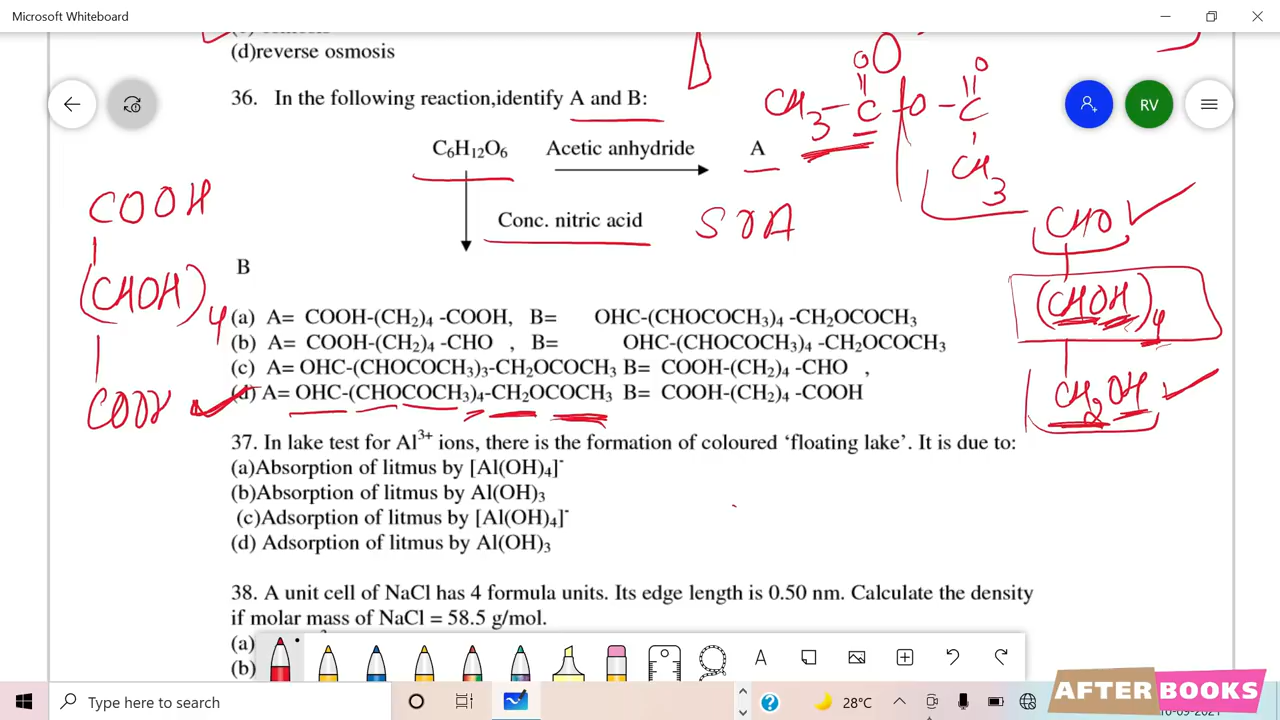 Microsoft Whiteboard
(d)reverse osmosis
36. In the following reaction,identify A and B:
C6H12O6 Acetic anhydride A
Conc. nitric acid
B
(a) A= COOH-(CH2)4 -COOH, B= OHC-(CHOCOCH3)4 -CH2OCOCH3
(b) A= COOH-(CH2)4 -CHO , B= OHC-(CHOCOCH3)4 -CH2OCOCH3
(c) A= OHC-(CHOCOCH3)3-CH2OCOCH3 B= COOH-(CH2)4 -CHO ,
(d) A= OHC-(CHOCOCH3)4-CH2OCOCH3 B= COOH-(CH2)4 -COOH
37. In lake test for Al3+ ions, there is the formation of coloured ‘floating lake’. It is due to:
(a)Absorption of litmus by [Al(OH)4]-
(b)Absorption of litmus by Al(OH)3
(c)Adsorption of litmus by [Al(OH)4]-
(d) Adsorption of litmus by Al(OH)3
38. A unit cell of NaCl has 4 formula units. Its edge length is 0.50 nm. Calculate the density
if molar mass of NaCl = 58.5 g/mol.
(a)
(b)
COOH
(CHOH)4
COOH
O
O O
CH3 - C - O - C
CH3
CHO
(CHOH)4
CH2OH
RV
A
Type here to search
28°C
AFTERBOOKS